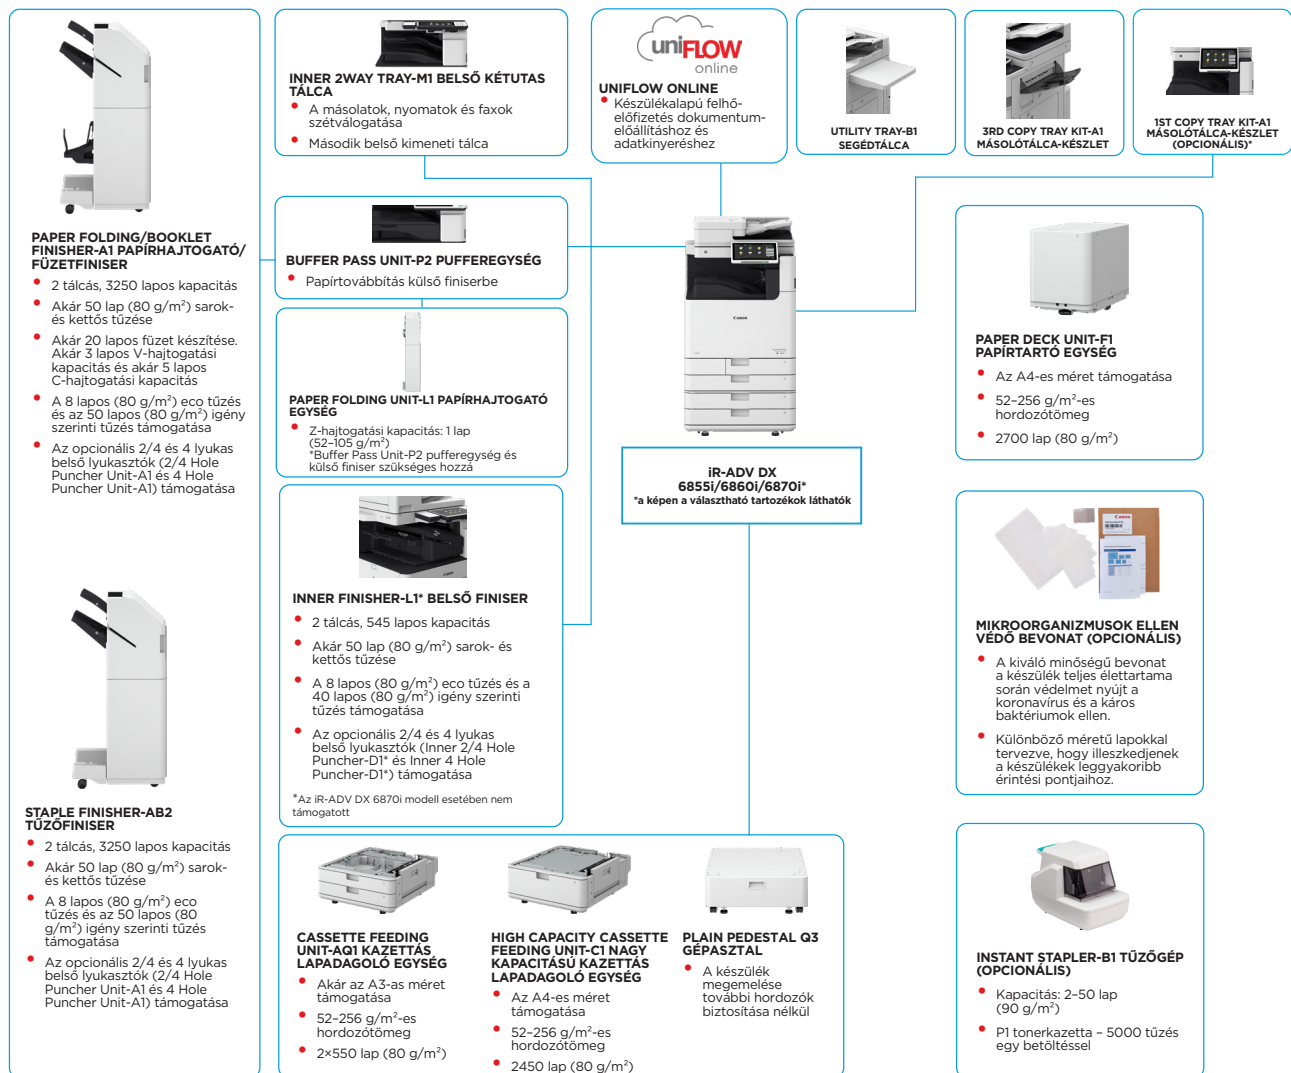 PAPER FOLDING/BOOKLET
FINISHER-A1 PAPÍRHAJTOGATÓ/
FÜZETFINISER
• 2 tálcás, 3250 lapos kapacitás
• Akár 50 lap (80 g/m²) sarok-
és kettős tűzése
• Akár 20 lapos füzet készítése.
Akár 3 lapos V-hajtogatási
kapacitás és akár 5 lapos
C-hajtogatási kapacitás
• A 8 lapos (80 g/m²) eco tűzés
és az 50 lapos (80 g/m²) igény
szerinti tűzés támogatása
• Az opcionális 2/4 és 4 lyukas
belső lyukasztók (2/4 Hole
Puncher Unit-A1 és 4 Hole
Puncher Unit-A1) támogatása
STAPLE FINISHER-AB2
TŰZŐFINISER
• 2 tálcás, 3250 lapos kapacitás
• Akár 50 lap (80 g/m²) sarok-
és kettős tűzése
• A 8 lapos (80 g/m²) eco
tűzés és az 50 lapos (80
g/m²) igény szerinti tűzés
támogatása
• Az opcionális 2/4 és 4 lyukas
belső lyukasztók (2/4 Hole
Puncher Unit-A1 és 4 Hole
Puncher Unit-A1) támogatása
INNER 2WAY TRAY-M1 BELSŐ KÉTUTAS
TÁLCA
• A másolatok, nyomatok és faxok
szétválogatása
• Második belső kimeneti tálca
uniFLOW
online
UNIFLOW ONLINE
• Készülékalapú felhő-
előfizetés dokumentum-
előállításhoz és
adatkinyeréshez
UTILITY TRAY-B1
SEGÉDTÁLCA
3RD COPY TRAY KIT-A1
MÁSOLÓTÁLCA-KÉSZLET
1ST COPY TRAY KIT-A1
MÁSOLÓTÁLCA-KÉSZLET
(OPCIONÁLIS)*
BUFFER PASS UNIT-P2 PUFFEREGYSÉG
• Papírtovábbítás külső finiserbe
PAPER FOLDING UNIT-L1 PAPÍRHAJTOGATÓ
EGYSÉG
• Z-hajtogatási kapacitás: 1 lap
(52–105 g/m²)
*Buffer Pass Unit-P2 pufferegység és
külső finiser szükséges hozzá
Canon
iR-ADV DX
6855i/6860i/6870i*
*a képen a választható tartozékok láthatók
INNER FINISHER-L1* BELSŐ FINISER
• 2 tálcás, 545 lapos kapacitás
• Akár 50 lap (80 g/m²) sarok- és
kettős tűzése
• A 8 lapos (80 g/m²) eco tűzés és a
40 lapos (80 g/m²) igény szerinti
tűzés támogatása
• Az opcionális 2/4 és 4 lyukas
belső lyukasztók (Inner 2/4 Hole
Puncher-D1* és Inner 4 Hole
Puncher-D1*) támogatása
*Az iR-ADV DX 6870i modell esetében nem
támogatott
CASSETTE FEEDING
UNIT-AQ1 KAZETTÁS
LAPADAGOLÓ EGYSÉG
• Akár az A3-as méret
támogatása
• 52–256 g/m²-es
hordozótömeg
• 2×550 lap (80 g/m²)
HIGH CAPACITY CASSETTE
FEEDING UNIT-C1 NAGY
KAPACITÁSÚ KAZETTÁS
LAPADAGOLÓ EGYSÉG
• Az A4-es méret
támogatása
• 52–256 g/m²-es
hordozótömeg
• 2450 lap (80 g/m²)
PLAIN PEDESTAL Q3
GÉPASZTAL
• A készülék
megemelése
további hordozók
biztosítása nélkül
PAPER DECK UNIT-F1
PAPÍRTARTÓ EGYSÉG
• Az A4-es méret támogatása
• 52–256 g/m²-es
hordozótömeg
• 2700 lap (80 g/m²)
Canon
MIKROORGANIZMUSOK ELLEN
VÉDŐ BEVONAT (OPCIONÁLIS)
• A kiváló minőségű bevonat
a készülék teljes élettartama
során védelmet nyújt a
koronavírus és a káros
baktériumok ellen.
• Különböző méretű lapokkal
tervezve, hogy illeszkedjenek
a készülékek leggyakoribb
érintési pontjaihoz.
INSTANT STAPLER-B1 TŰZŐGÉP
(OPCIONÁLIS)
• Kapacitás: 2–50 lap
(90 g/m²)
• P1 tonerkazetta – 5000 tűzés
egy betöltéssel